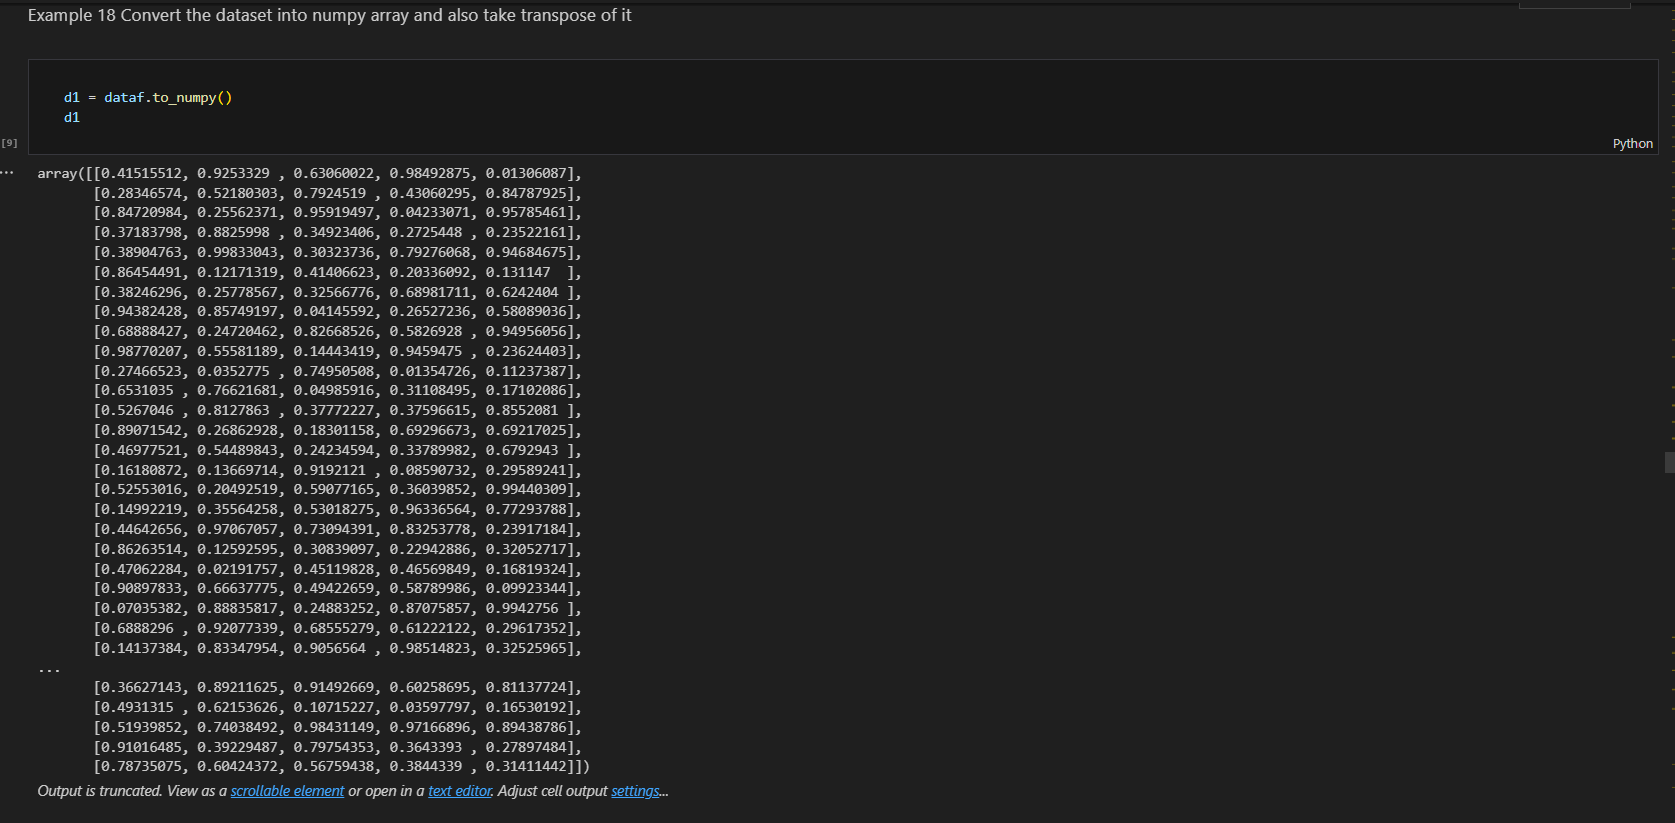 Example 18 Convert the dataset into numpy array and also take transpose of it
d1 = dataf.to_numpy()
d1
[9]
Python
... array([[0.41515512, 0.9253329 , 0.63060022, 0.98492875, 0.01306087],
[0.28346574, 0.52180303, 0.7924519 , 0.43060295, 0.84787925],
[0.84720984, 0.25562371, 0.95919497, 0.04233071, 0.95785461],
[0.37183798, 0.8825998 , 0.34923406, 0.2725448 , 0.23522161],
[0.38904763, 0.99833043, 0.30323736, 0.79276068, 0.94684675],
[0.86454491, 0.12171319, 0.41406623, 0.20336092, 0.131147  ],
[0.38246296, 0.25778567, 0.32566776, 0.68981711, 0.6242404 ],
[0.94382428, 0.85749197, 0.04145592, 0.26527236, 0.58089036],
[0.68888427, 0.24720462, 0.82668526, 0.5826928 , 0.94956056],
[0.98770207, 0.55581189, 0.14443419, 0.9459475 , 0.23624403],
[0.27466523, 0.0352775 , 0.74950508, 0.01354726, 0.11237387],
[0.6531035 , 0.76621681, 0.04985916, 0.31108495, 0.17102086],
[0.5267046 , 0.8127863 , 0.37772227, 0.37596615, 0.8552081 ],
[0.89071542, 0.26862928, 0.18301158, 0.69296673, 0.69217025],
[0.46977521, 0.54489843, 0.24234594, 0.33789982, 0.6792943 ],
[0.16180872, 0.13669714, 0.9192121 , 0.08590732, 0.29589241],
[0.52553016, 0.20492519, 0.59077165, 0.36039852, 0.99440309],
[0.14992219, 0.35564258, 0.53018275, 0.96336564, 0.77293788],
[0.44642656, 0.97067057, 0.73094391, 0.83253778, 0.23917184],
[0.86263514, 0.12592595, 0.30839097, 0.22942886, 0.32052717],
[0.47062284, 0.02191757, 0.45119828, 0.46569849, 0.16819324],
[0.90897833, 0.66637775, 0.49422659, 0.58789986, 0.09923344],
[0.07035382, 0.88835817, 0.24883252, 0.87075857, 0.9942756 ],
[0.6888296 , 0.92077339, 0.68555279, 0.61222122, 0.29617352],
[0.14137384, 0.83347954, 0.9056564 , 0.98514823, 0.32525965],
...
[0.36627143, 0.89211625, 0.91492669, 0.60258695, 0.81137724],
[0.4931315 , 0.62153626, 0.10715227, 0.03597797, 0.16530192],
[0.51939852, 0.74038492, 0.98431149, 0.97166896, 0.89438786],
[0.91016485, 0.39229487, 0.79754353, 0.3643393 , 0.27897484],
[0.78735075, 0.60424372, 0.56759438, 0.3844339 , 0.31411442]])
Output is truncated. View as a scrollable element or open in a text editor. Adjust cell output settings...